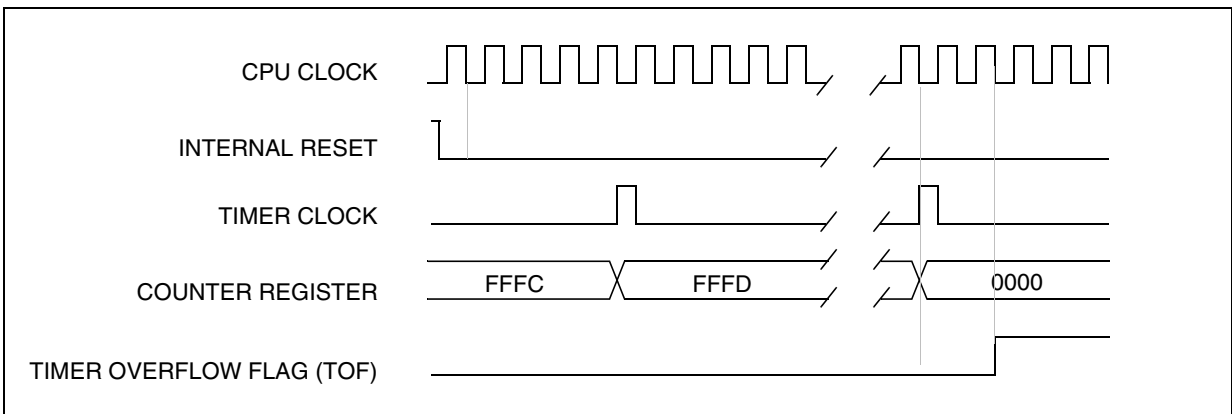 CPU CLOCK
INTERNAL RESET
TIMER CLOCK
COUNTER REGISTER
FFFC
FFFD
0000
TIMER OVERFLOW FLAG (TOF)